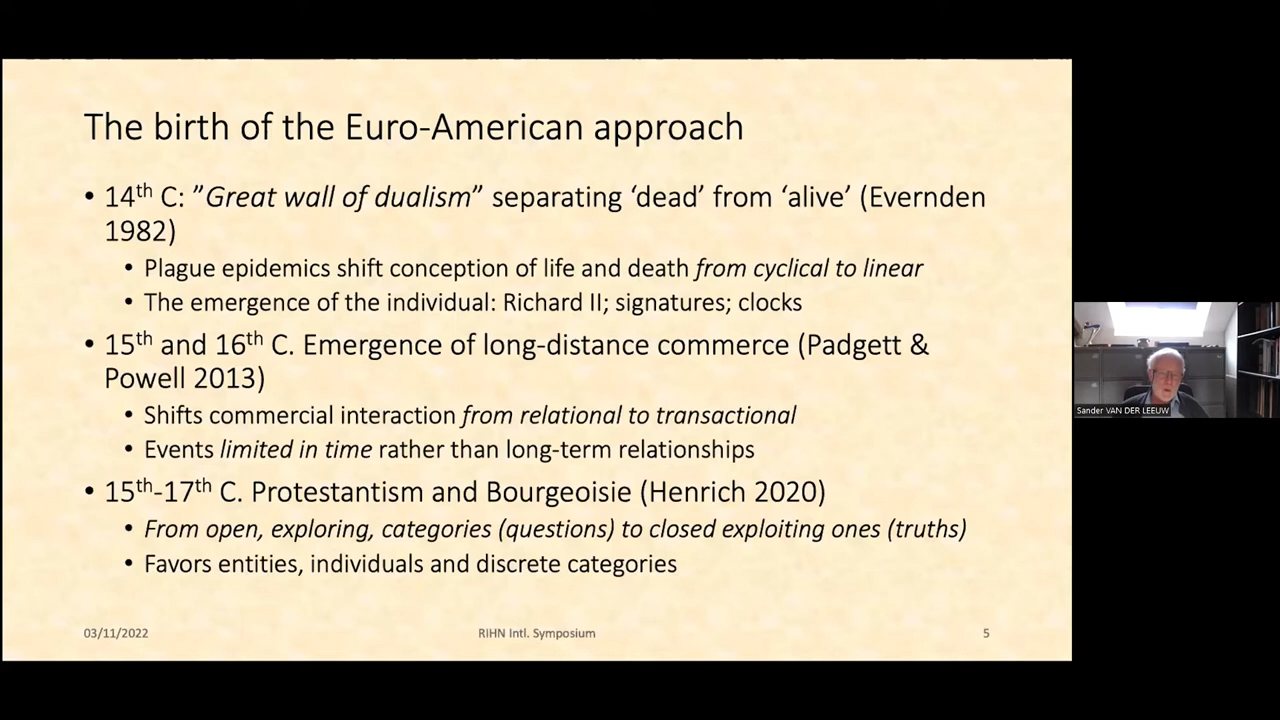 The birth of the Euro-American approach
• 14th C: ”Great wall of dualism” separating ‘dead’ from ‘alive’ (Evernden
1982)
• Plague epidemics shift conception of life and death from cyclical to linear
• The emergence of the individual: Richard II; signatures; clocks
• 15th and 16th C. Emergence of long-distance commerce (Padgett &
Powell 2013)
• Shifts commercial interaction from relational to transactional
• Events limited in time rather than long-term relationships
• 15th-17th C. Protestantism and Bourgeoisie (Henrich 2020)
• From open, exploring, categories (questions) to closed exploiting ones (truths)
• Favors entities, individuals and discrete categories
03/11/2022
RIHN Intl. Symposium
5
Sander VAN DER LEEUW